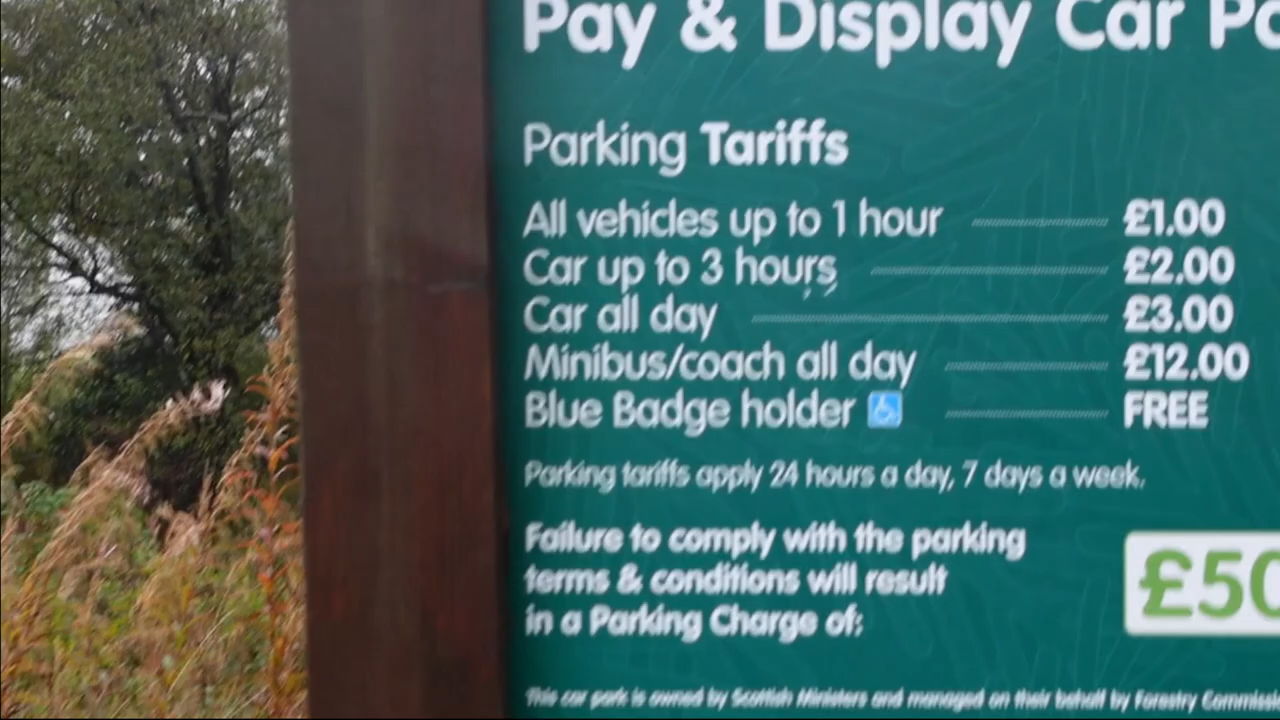 Pay & Display Car Pa
Parking Tariffs
All vehicles up to 1 hour £1.00
Car up to 3 hours £2.00
Car all day £3.00
Minibus/coach all day £12.00
Blue Badge holder FREE
Parking tariffs apply 24 hours a day, 7 days a week.
Failure to comply with the parking
terms & conditions will result
in a Parking Charge of: £50
This car park is owned by Scottish Ministers and managed on their behalf by Forestry Commiss